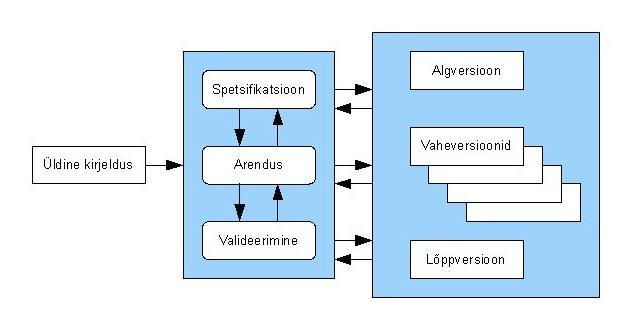 Üldine kirjeldus
Spetsifikatsioon
Arendus
Valideerimine
Algversioon
Vaheversioonid
Lõppversioon